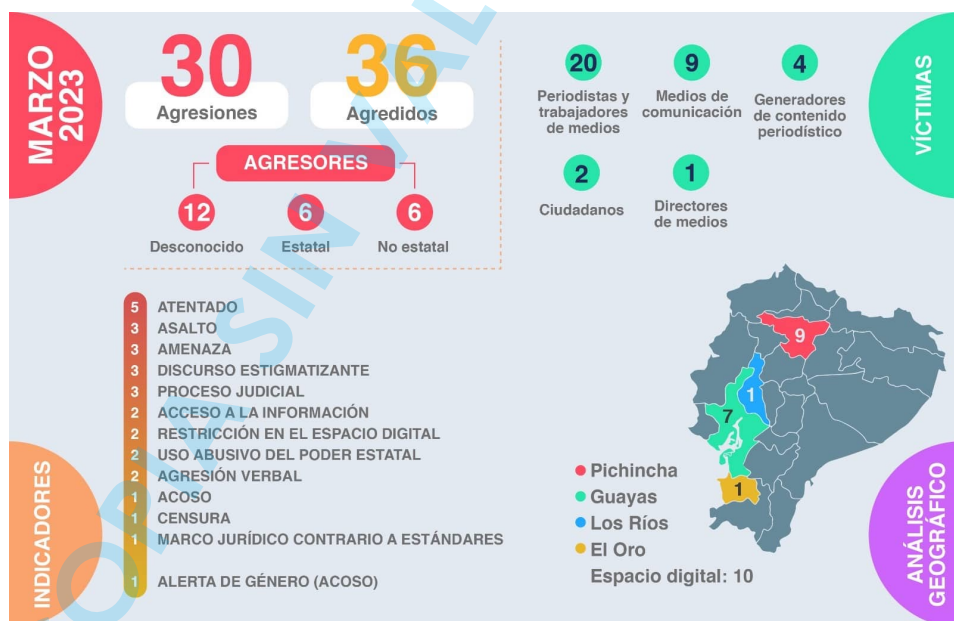 MARZO
2023
30
Agresiones
36
Agredidos
AGRESORES
12
Desconocido
6
Estatal
6
No estatal
VÍCTIMAS
20
Periodistas y
trabajadores
de medios
9
Medios de
comunicación
4
Generadores
de contenido
periodístico
2
Ciudadanos
1
Directores
de medios
INDICADORES
5 ATENTADO
3 ASALTO
3 AMENAZA
3 DISCURSO ESTIGMATIZANTE
3 PROCESO JUDICIAL
2 ACCESO A LA INFORMACIÓN
2 RESTRICCIÓN EN EL ESPACIO DIGITAL
2 USO ABUSIVO DEL PODER ESTATAL
2 AGRESIÓN VERBAL
1 ACOSO
1 CENSURA
1 MARCO JURÍDICO CONTRARIO A ESTÁNDARES
1 ALERTA DE GÉNERO (ACOSO)
ANÁLISIS
GEOGRÁFICO
9
1
7
1
Pichincha
Guayas
Los Ríos
El Oro
Espacio digital: 10
OPIA SIN VAL